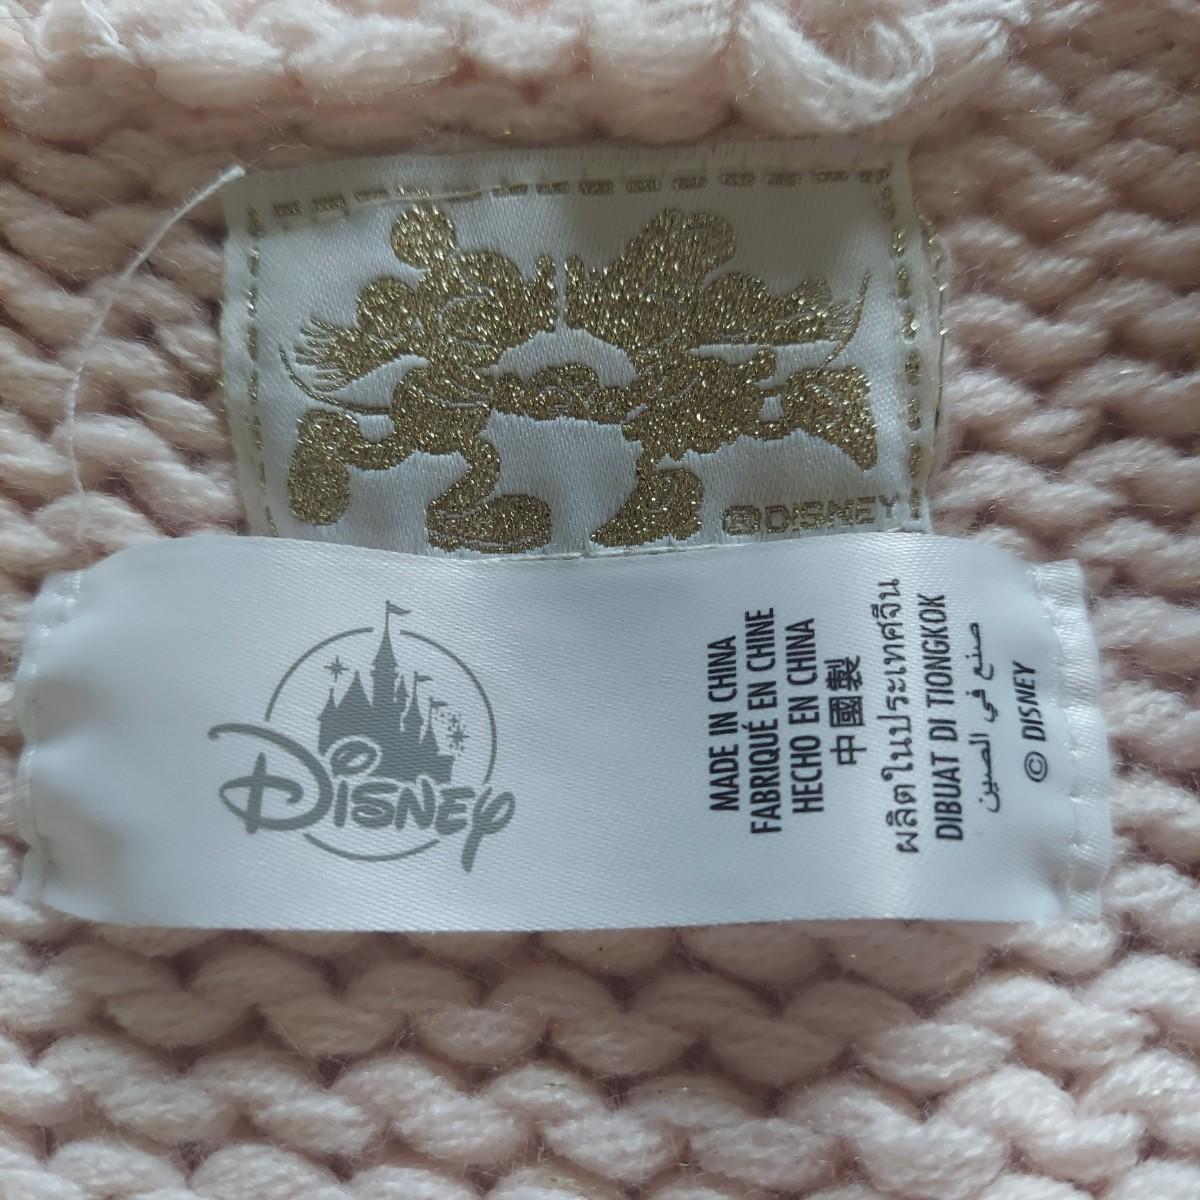 ©DISNEY
DISNEY
MADE IN CHINA
FABRIQUÉ EN CHINE
HECHO EN CHINA
中國製
ผลิตในประเทศจีน
DIBUAT DI TIONGKOK
صنع في الصين
© DISNEY